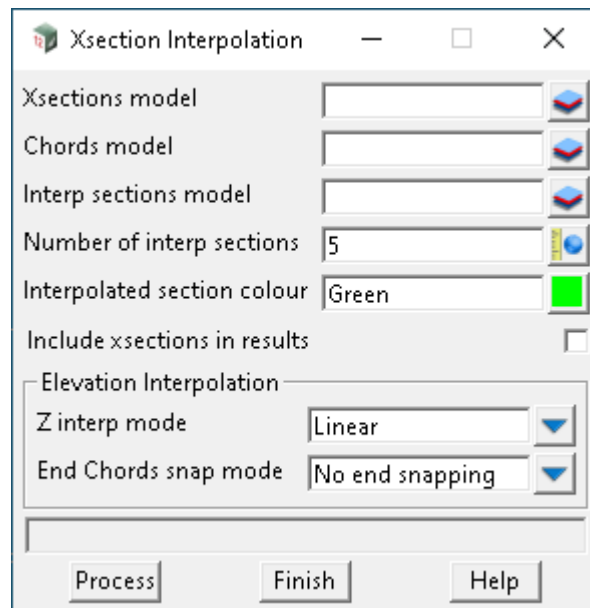 12 Xsection Interpolation
Xsections model
Chords model
Interp sections model
Number of interp sections 5
Interpolated section colour Green
Include xsections in results
Elevation Interpolation
Z interp mode Linear
End Chords snap mode No end snapping
Process Finish Help